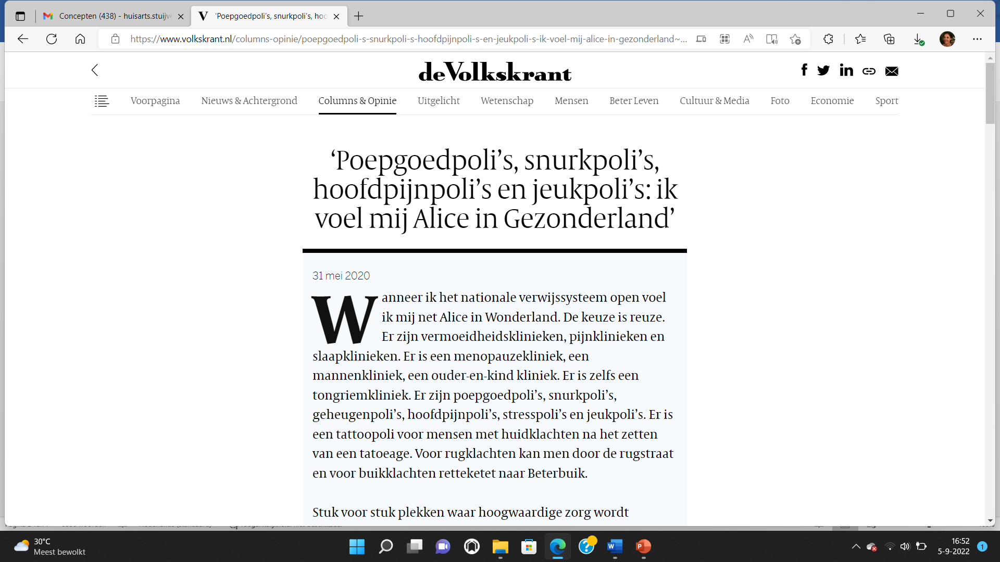 Concepten (438) - huisarts.stuijv
'Poepgoedpoli's, snurkpoli's, hoo
https://www.volkskrant.nl/columns-opinie/poepgoedpoli-s-snurkpoli-s-hoofdpijnpoli-s-en-jeukpoli-s-ik-voel-mij-alice-in-gezonderland~...
de Volkskrant
Voorpagina
Nieuws & Achtergrond
Columns & Opinie
Uitgelicht
Wetenschap
Mensen
Beter Leven
Cultuur & Media
Foto
Economie
Sport
‘Poepgoedpoli’s, snurkpoli’s,
hoofdpijnpoli’s en jeukpoli’s: ik
voel mij Alice in Gezonderland’
31 mei 2020
Wanneer ik het nationale verwijssysteem open voel
ik mij net Alice in Wonderland. De keuze is reuze.
Er zijn vermoeidheidsklinieken, pijnklinieken en
slaapklinieken. Er is een menopauzekliniek, een
mannenkliniek, een ouder-en-kind kliniek. Er is zelfs een
tongriemkliniek. Er zijn poepgoedpoli’s, snurkpoli’s,
geheugenpoli’s, hoofdpijnpoli’s, stresspoli’s en jeukpoli’s. Er is
een tattoopoli voor mensen met huidklachten na het zetten
van een tatoeage. Voor rugklachten kan men door de rugstraat
en voor buikklachten retteketet naar Beterbuik.
Stuk voor stuk plekken waar hoogwaardige zorg wordt
30°C
Meest bewolkt
16:52
5-9-2022
1